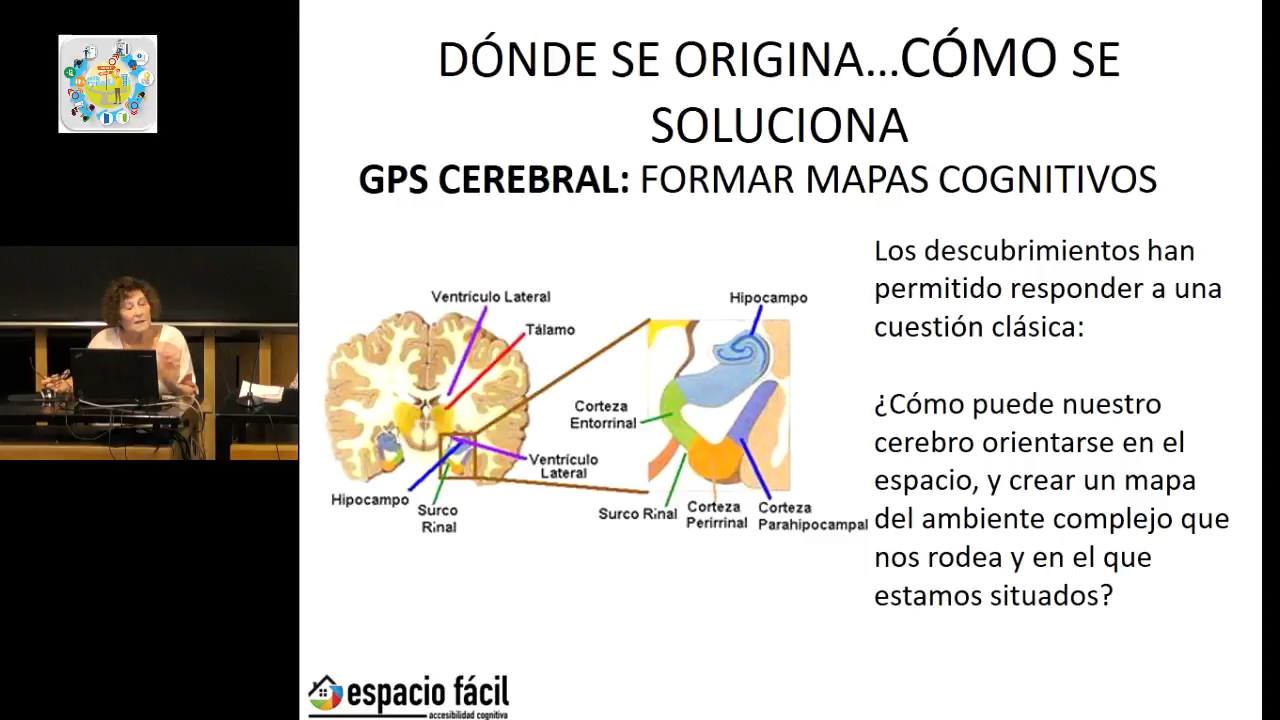 DÓNDE SE ORIGINA...CÓMO SE
SOLUCIONA
GPS CEREBRAL: FORMAR MAPAS COGNITIVOS
Los descubrimientos han
permitido responder a una
cuestión clásica:
¿Cómo puede nuestro
cerebro orientarse en el
espacio, y crear un mapa
del ambiente complejo que
nos rodea y en el que
estamos situados?
Ventrículo Lateral
Tálamo
Ventrículo
Lateral
Hipocampo
Surco
Rinal
Hipocampo
Corteza
Entorrinal
Surco Rinal
Corteza
Perirrinal
Corteza
Parahipocampal
espacio fácil
accesibilidad cognitiva